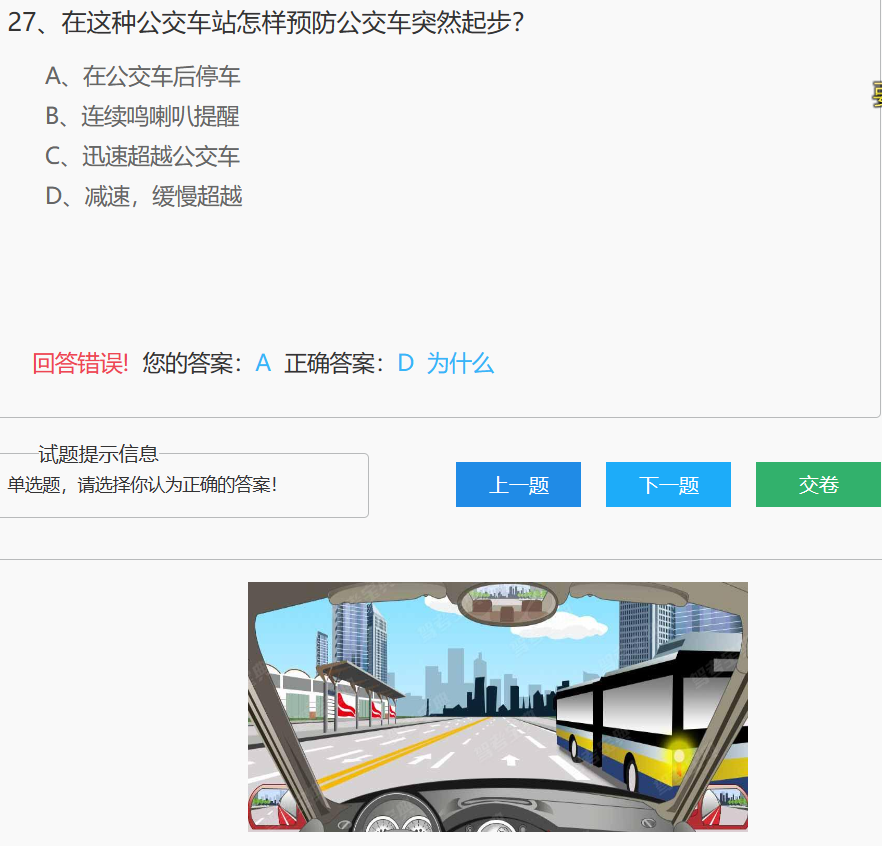 27、在这种公交车站怎样预防公交车突然起步?
A、在公交车后停车
B、连续鸣喇叭提醒
C、迅速超越公交车
D、减速，缓慢超越
回答错误! 您的答案：A 正确答案：D 为什么
试题提示信息
单选题，请选择你认为正确的答案!
上一题 下一题 交卷